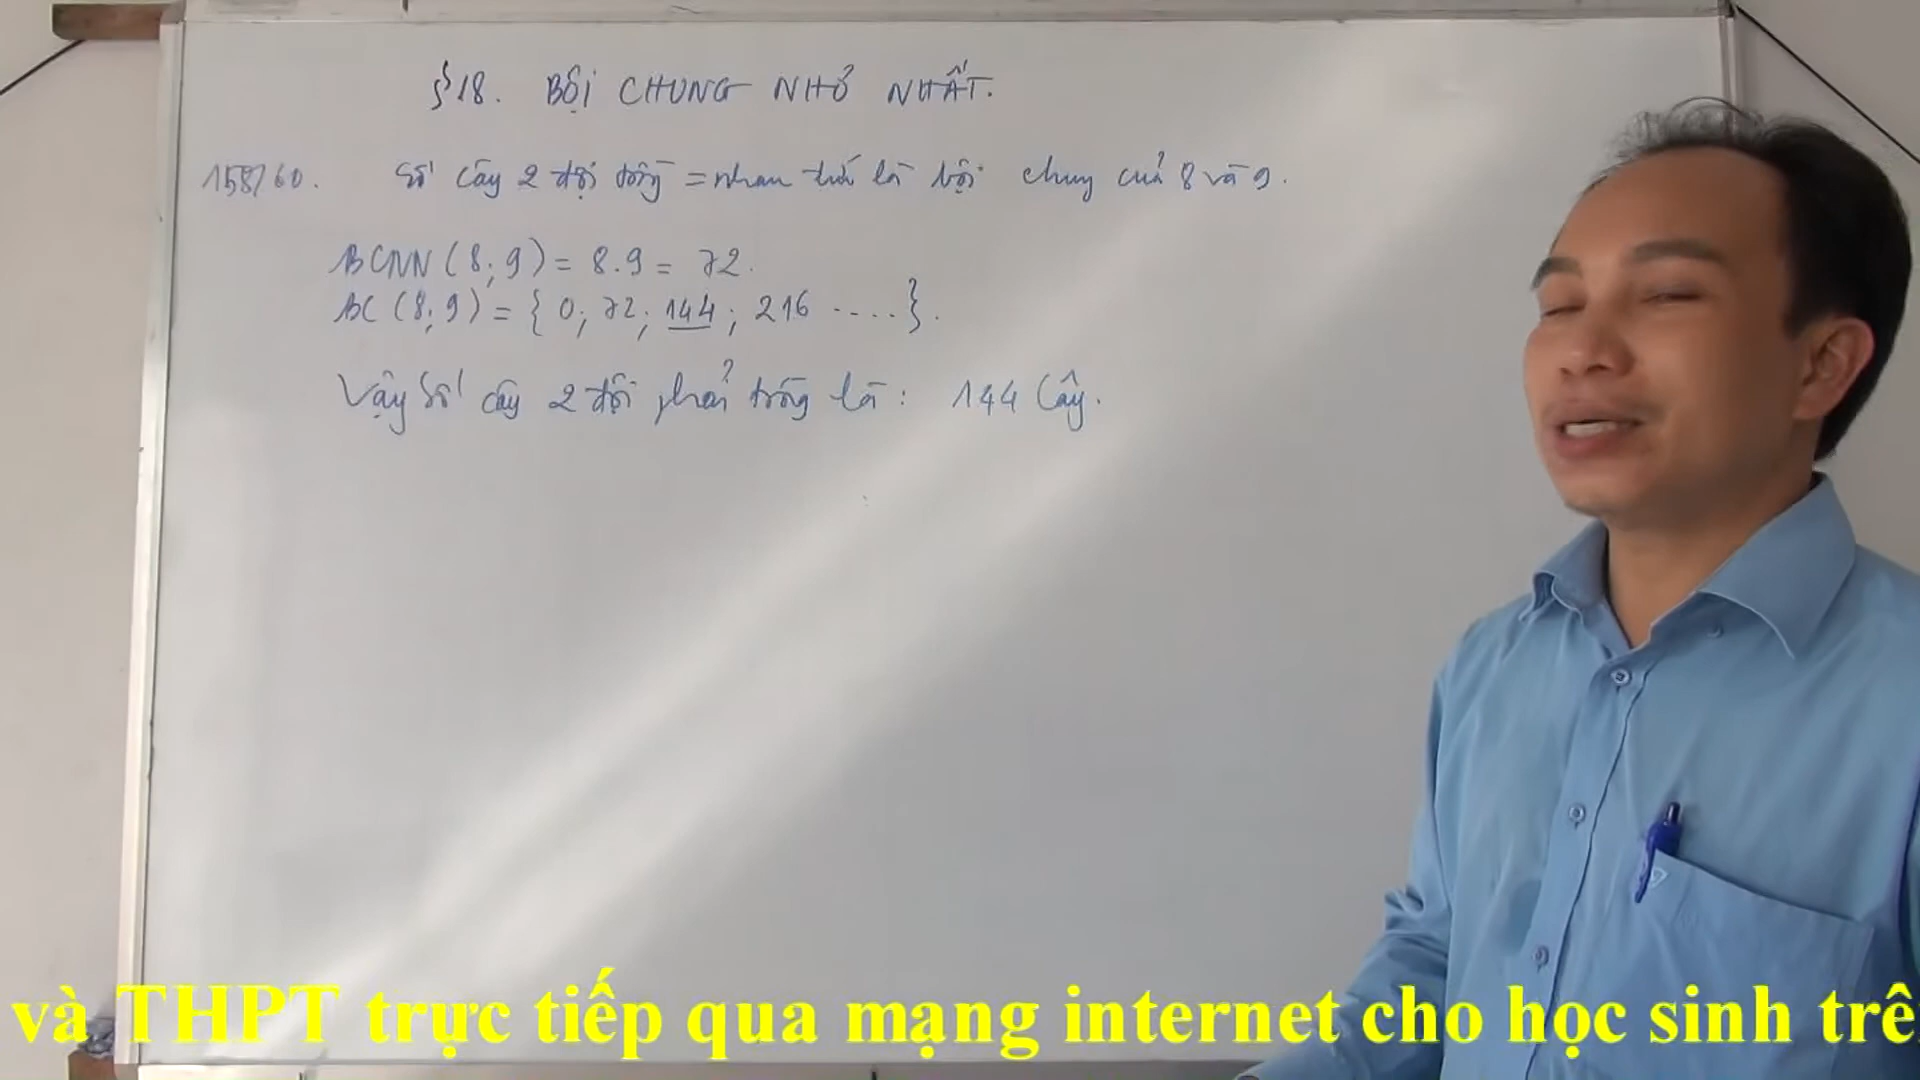 §18. BỘI CHUNG NHỎ NHẤT.
158/60. Số cây 2 đội trồng = nhau thế là bội chung của 8 và 9.
BCNN (8; 9) = 8.9 = 72.
BC (8; 9) = { 0; 72; 144; 216 ..... }.
Vậy số cây 2 đội phải trồng là: 144 cây.
và THPT trực tiếp qua mạng internet cho học sinh trê